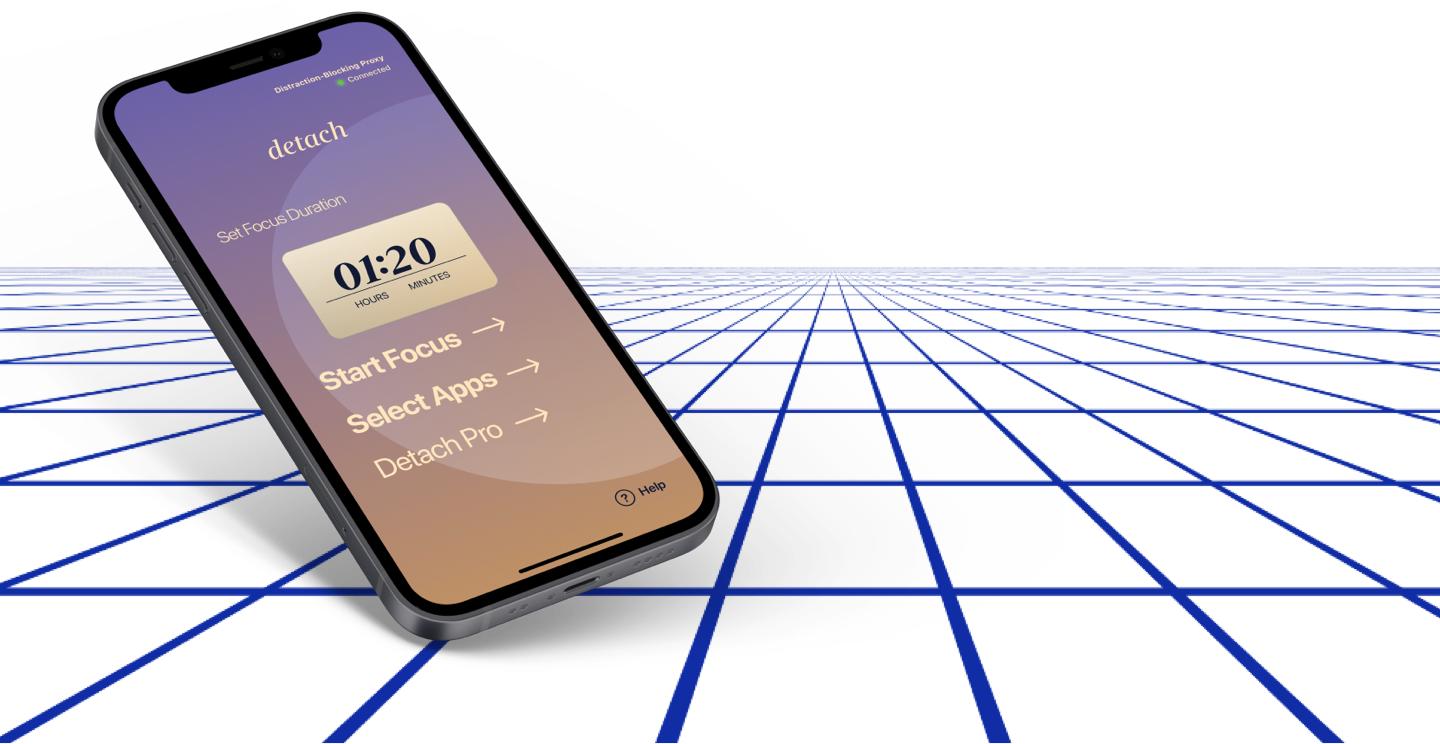 Distraction-Blocking Proxy
Connected
detach
Set Focus Duration
01:20
HOURS MINUTES
Start Focus
Select Apps
Detach Pro
? Help